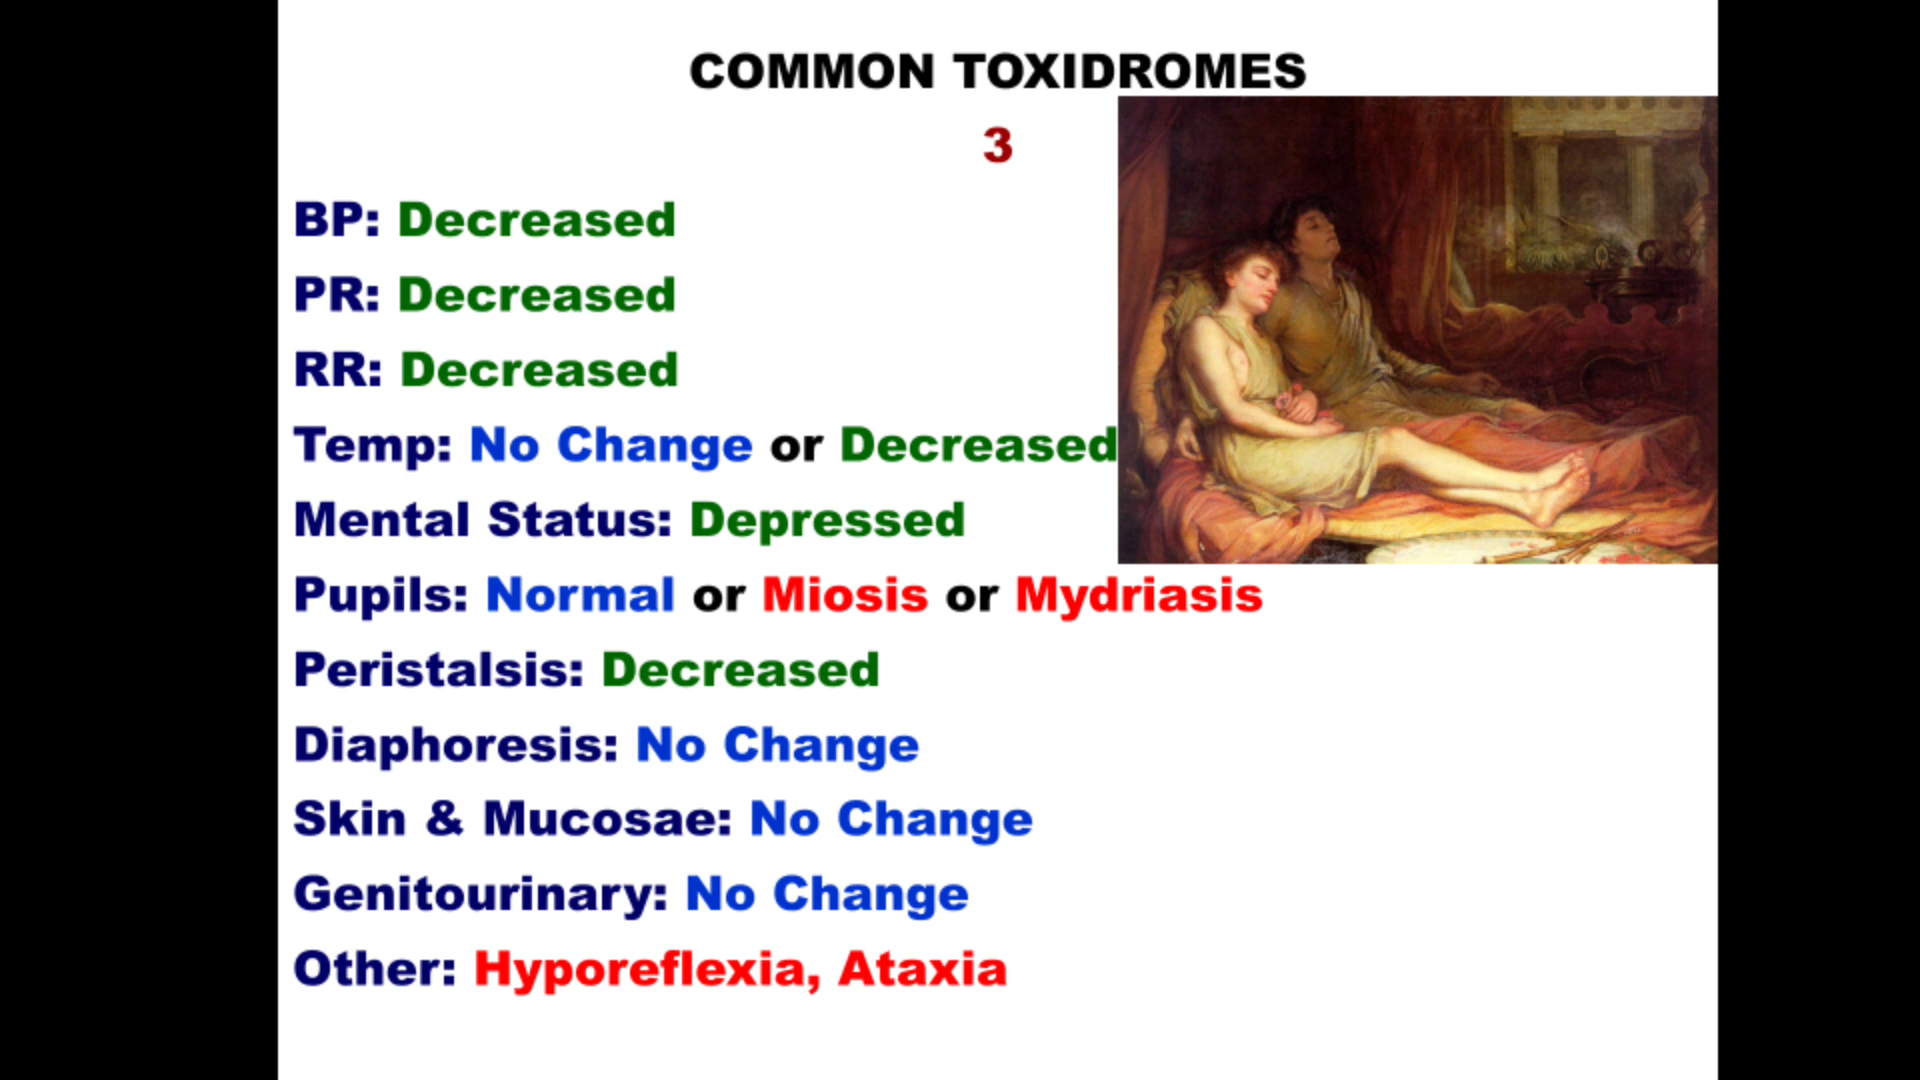 COMMON TOXIDROMES
3
BP: Decreased
PR: Decreased
RR: Decreased
Temp: No Change or Decreased
Mental Status: Depressed
Pupils: Normal or Miosis or Mydriasis
Peristalsis: Decreased
Diaphoresis: No Change
Skin & Mucosae: No Change
Genitourinary: No Change
Other: Hyporeflexia, Ataxia